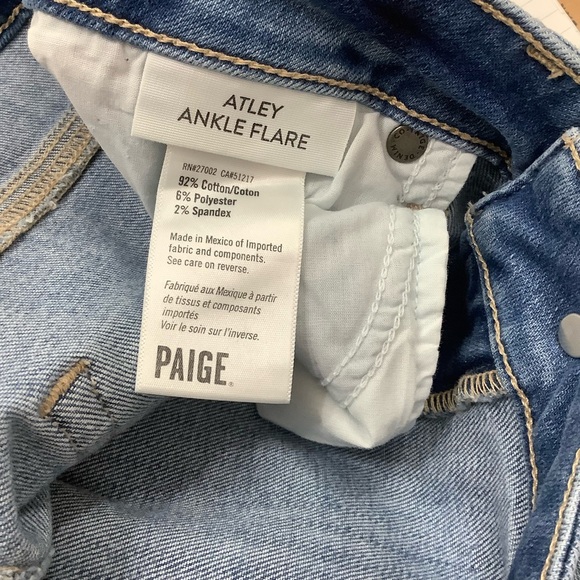 ATLEY
ANKLE FLARE
RN#27002 CA#51217
92% Cotton/Coton
6% Polyester
2% Spandex
Made in Mexico of Imported
fabric and components.
See care on reverse.
Fabriqué aux Mexique à partir
de tissus et composants
importés
Voir le soin sur l'inverse.
PAIGE
DENIM